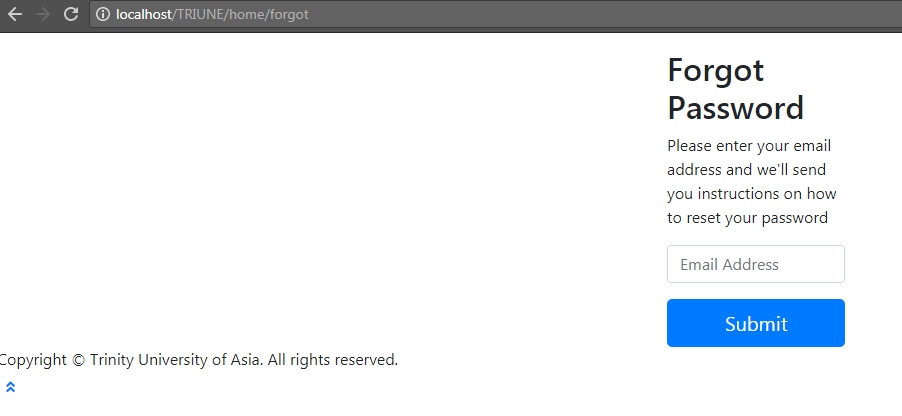 localhost/TRIUNE/home/forgot
Forgot
Password
Please enter your email
address and we'll send
you instructions on how
to reset your password
Email Address
Submit
Copyright © Trinity University of Asia. All rights reserved.